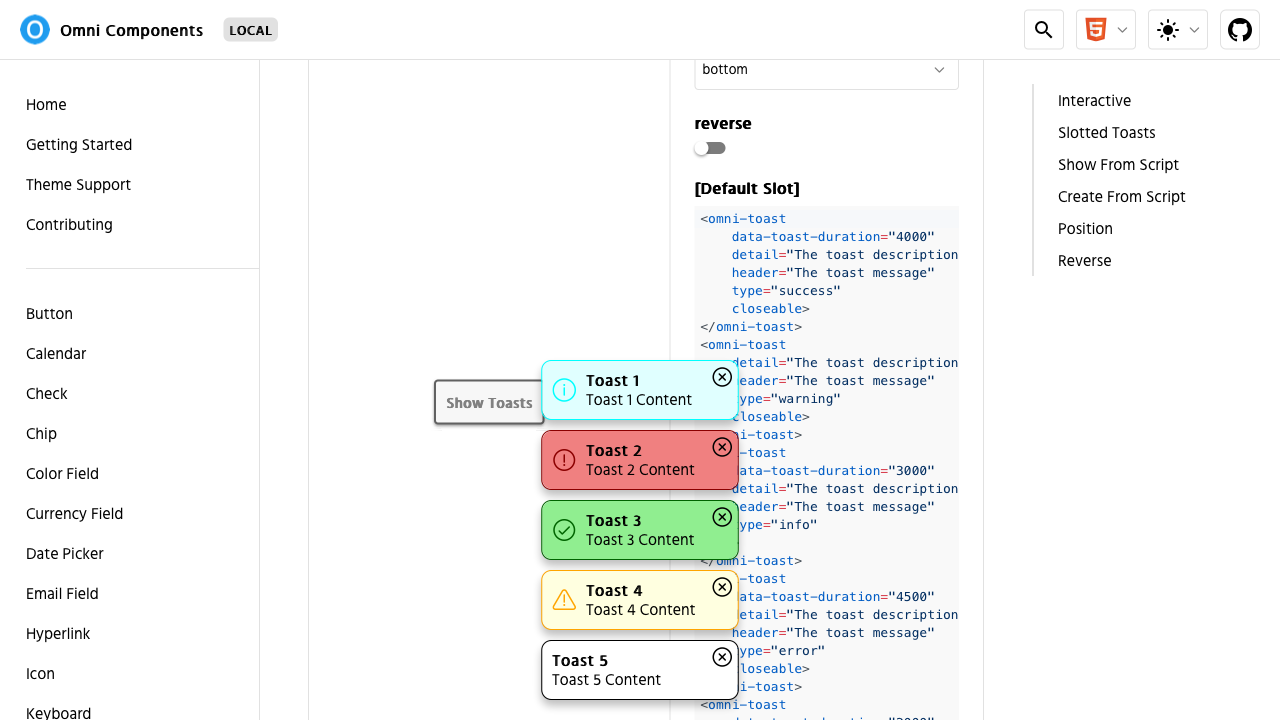 Omni Components
LOCAL
Home
Getting Started
Theme Support
Contributing
Button
Calendar
Check
Chip
Color Field
Currency Field
Date Picker
Email Field
Hyperlink
Icon
Keyboard
Show Toasts
Toast 1
Toast 1 Content
Toast 2
Toast 2 Content
Toast 3
Toast 3 Content
Toast 4
Toast 4 Content
Toast 5
Toast 5 Content
bottom
reverse
[Default Slot]
<omni-toast
data-toast-duration="4000"
detail="The toast description
header="The toast message"
type="success"
closeable>
</omni-toast>
<omni-toast
detail="The toast description
header="The toast message"
type="warning"
closeable>
ni-toast>
-toast
data-toast-duration="3000"
detail="The toast description
header="The toast message"
type="info"
</omni-toast>
-toast
data-toast-duration="4500"
detail="The toast description
header="The toast message"
type="error"
closeable>
ni-toast>
<omni-toast
data-toast-duration="3000"
Interactive
Slotted Toasts
Show From Script
Create From Script
Position
Reverse